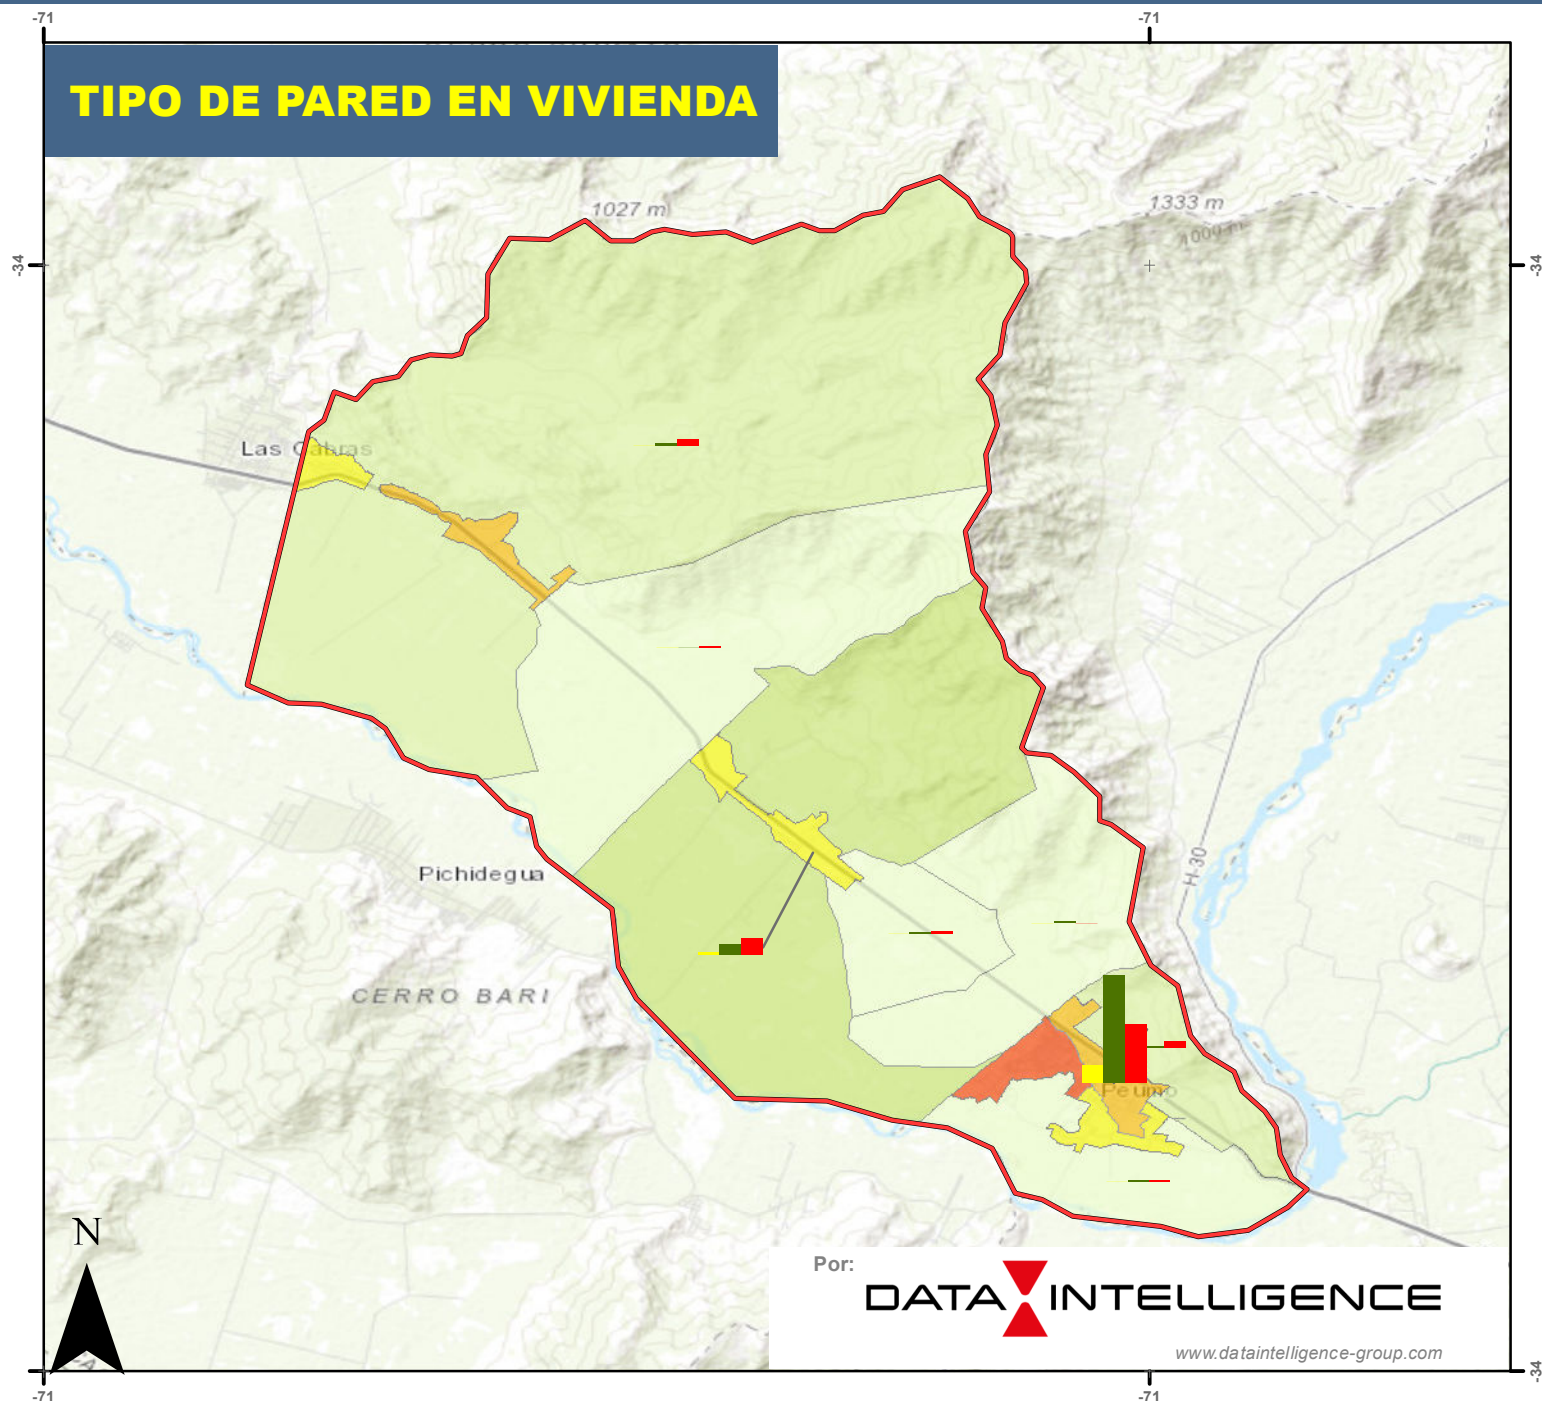 -71
-71
TIPO DE PARED EN VIVIENDA
1027 m
1333 m
1000 m
-34
-34
Las Cabras
Pichidegua
H-30
CERRO BARI
Peumo
N
Por:
DATA INTELLIGENCE
www.dataintelligence-group.com
-34
-71
-71